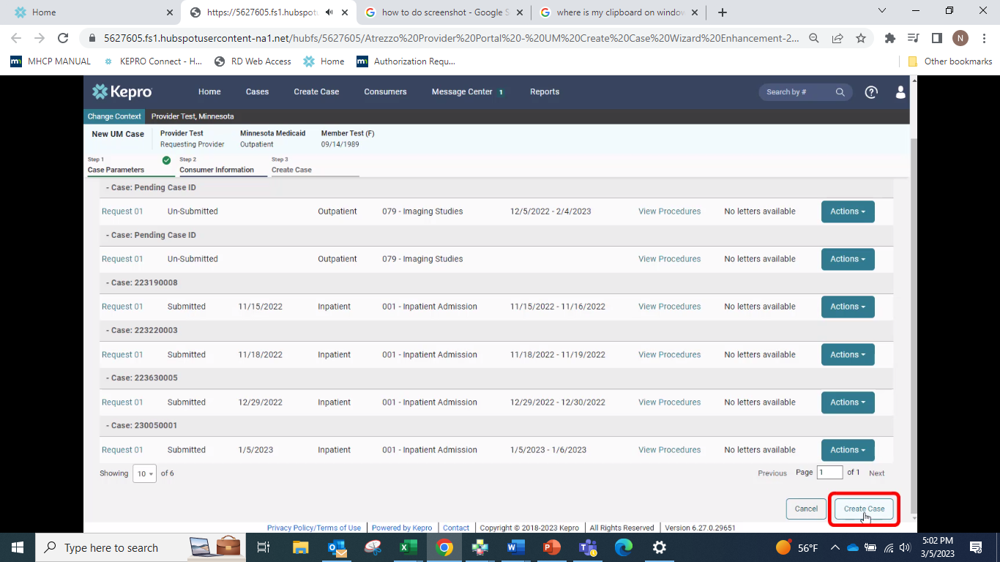 Home
https://5627605.fs1.hubspotu
how to do screenshot - Google S
where is my clipboard on window
5627605.fs1.hubspotusercontent-na1.net/hubfs/5627605/Atrezzo%20Provider%20Portal%20-%20UM%20Create%20Case%20Wizard%20Enhancement-2...
N
MHCP MANUAL
KEPRO Connect - H...
RD Web Access
Home
Authorization Requ...
Other bookmarks
Kepro
Home Cases Create Case Consumers Message Center 1 Reports
Search by #
Change Context Provider Test, Minnesota
New UM Case
Provider Test Minnesota Medicaid Member Test (F)
Requesting Provider Outpatient 09/14/1989
Step 1 Step 2 Step 3
Case Parameters Consumer Information Create Case
- Case: Pending Case ID
Request 01 Un-Submitted Outpatient 079 - Imaging Studies 12/5/2022 - 2/4/2023 View Procedures No letters available Actions
- Case: Pending Case ID
Request 01 Un-Submitted Outpatient 079 - Imaging Studies View Procedures No letters available Actions
- Case: 223190008
Request 01 Submitted 11/15/2022 Inpatient 001 - Inpatient Admission 11/15/2022 - 11/16/2022 View Procedures No letters available Actions
- Case: 223220003
Request 01 Submitted 11/18/2022 Inpatient 001 - Inpatient Admission 11/18/2022 - 11/19/2022 View Procedures No letters available Actions
- Case: 223630005
Request 01 Submitted 12/29/2022 Inpatient 001 - Inpatient Admission 12/29/2022 - 12/30/2022 View Procedures No letters available Actions
- Case: 230050001
Request 01 Submitted 1/5/2023 Inpatient 001 - Inpatient Admission 1/5/2023 - 1/6/2023 View Procedures No letters available Actions
Showing 10 of 6
Previous Page 1 of 1 Next
Cancel Create Case
Privacy Policy/Terms of Use | Powered by Kepro | Contact | Copyright © 2018-2023 Kepro | All Rights Reserved | Version 6.27.0.29651
Type here to search
56°F
5:02 PM
3/5/2023